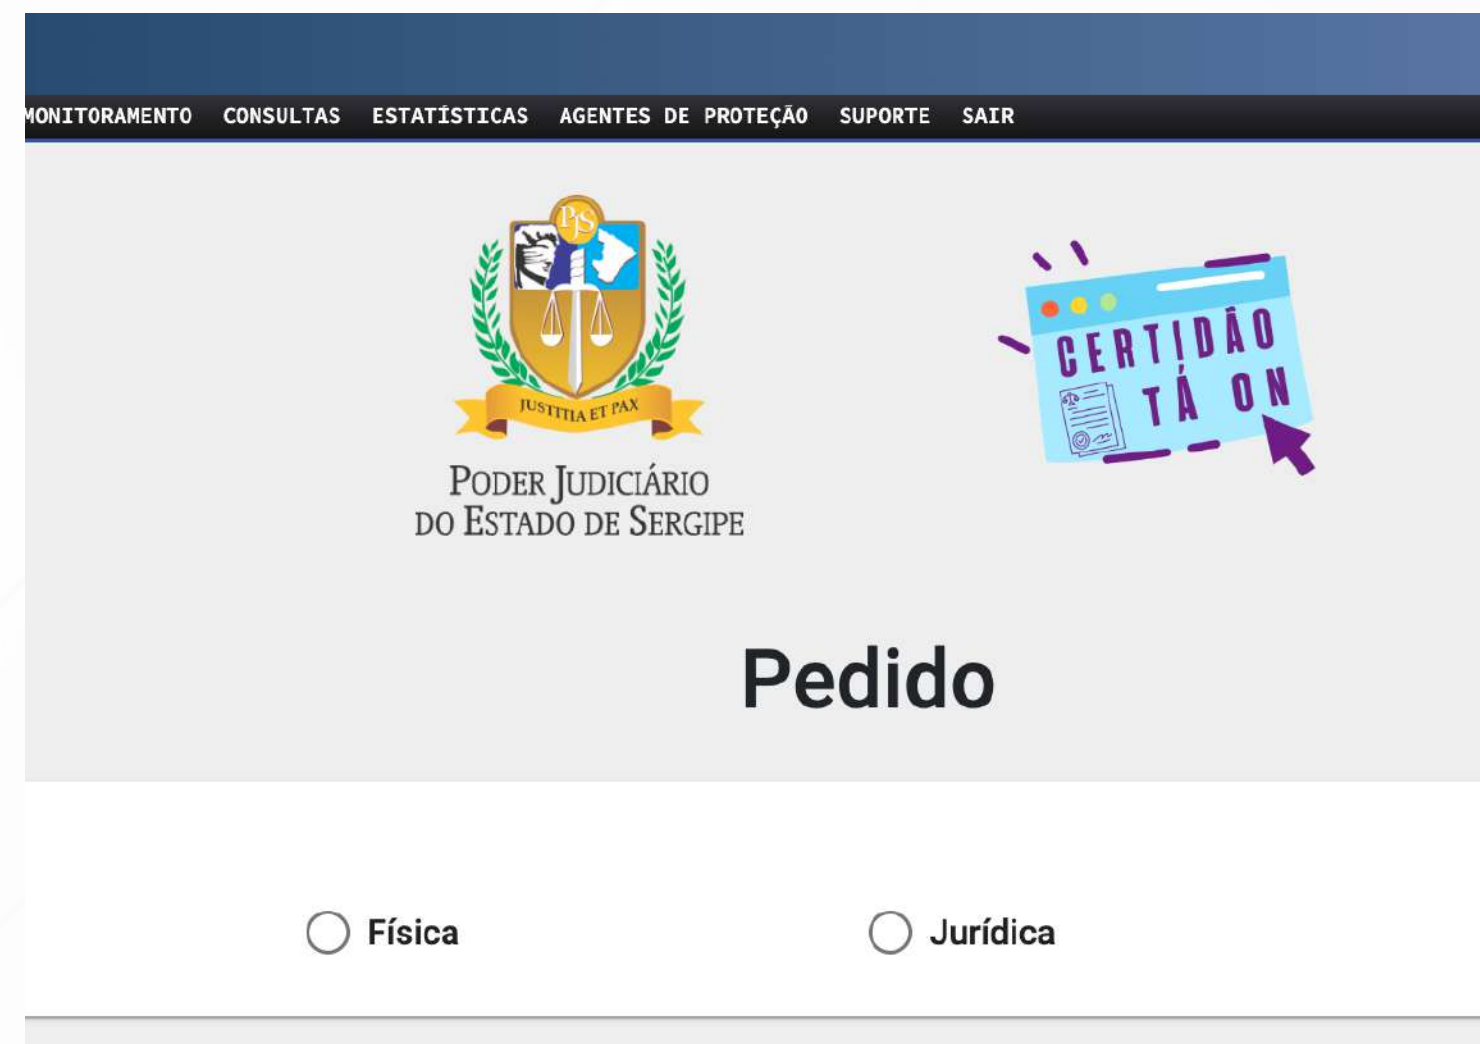 MONITORAMENTO CONSULTAS ESTATÍSTICAS AGENTES DE PROTEÇÃO SUPORTE SAIR
PJS
JUSTITIA ET PAX
PODER JUDICIÁRIO
DO ESTADO DE SERGIPE
CERTIDÃO
TÁ ON
Pedido
Física Jurídica